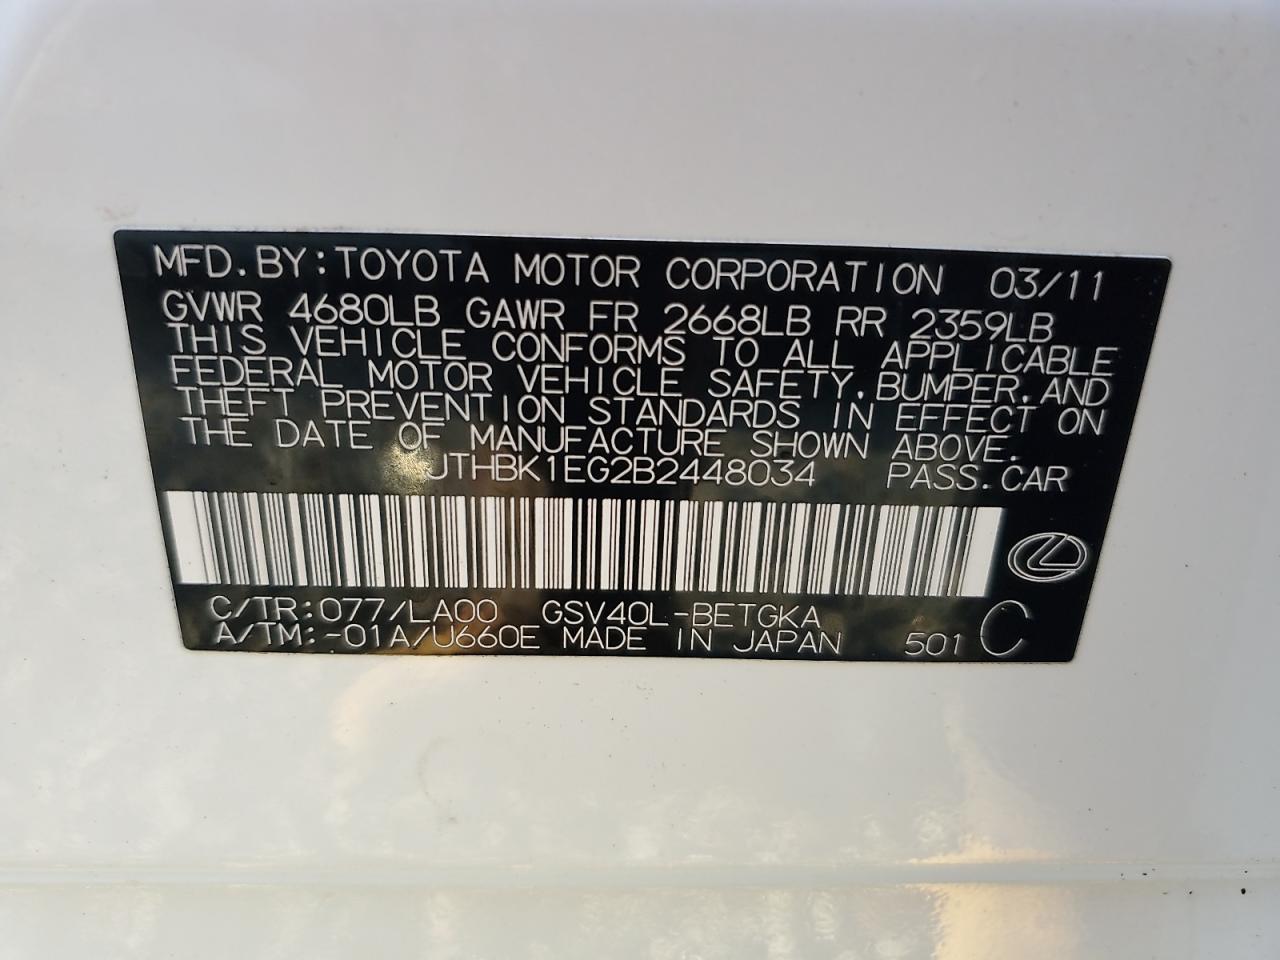 MFD.BY:TOYOTA MOTOR CORPORATION 03/11
GVWR 4680LB GAWR FR 2668LB RR 2359LB
THIS VEHICLE CONFORMS TO ALL APPLICABLE
FEDERAL MOTOR VEHICLE SAFETY,BUMPER,AND
THEFT PREVENTION STANDARDS IN EFFECT ON
THE DATE OF MANUFACTURE SHOWN ABOVE.
JTHBK1EG2B2448034 PASS.CAR
C/TR:077/LA00 GSV40L-BETGKA
A/TM:-01A/U660E MADE IN JAPAN 501 C